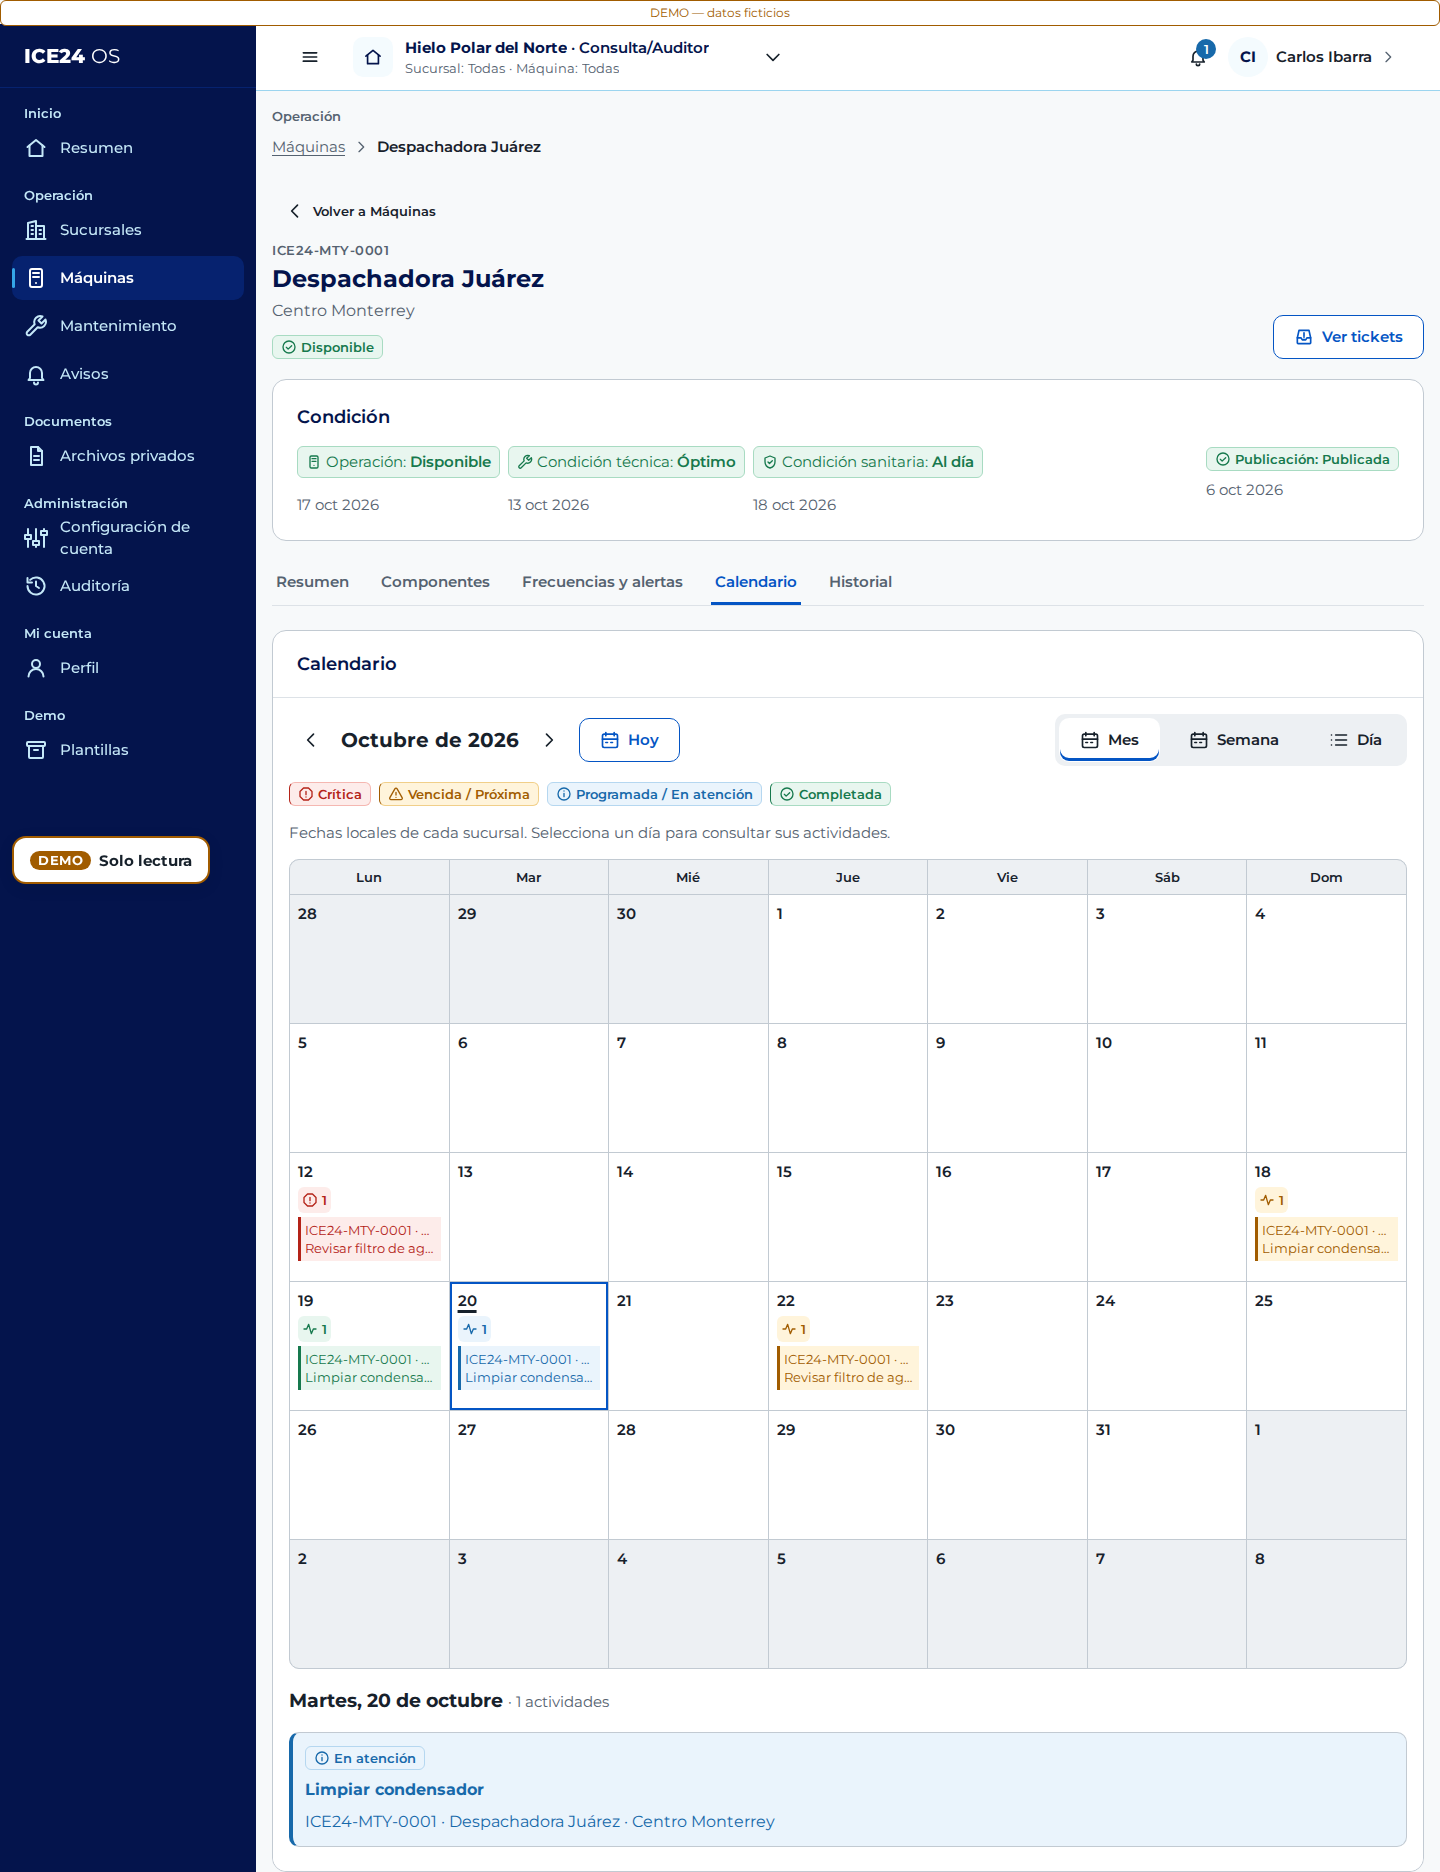 DEMO — datos ficticios
ICE24 OS
Inicio
Resumen
Operación
Sucursales
Máquinas
Mantenimiento
Avisos
Documentos
Archivos privados
Administración
Configuración de
cuenta
Auditoría
Mi cuenta
Perfil
Demo
Plantillas
DEMO Solo lectura
Hielo Polar del Norte · Consulta/Auditor
Sucursal: Todas · Máquina: Todas
1
CI Carlos Ibarra
Operación
Máquinas Despachadora Juárez
Volver a Máquinas
ICE24-MTY-0001
Despachadora Juárez
Centro Monterrey
Disponible
Ver tickets
Condición
Operación: Disponible Condición técnica: Óptimo Condición sanitaria: Al día
17 oct 2026 13 oct 2026 18 oct 2026
Publicación: Publicada
6 oct 2026
Resumen Componentes Frecuencias y alertas Calendario Historial
Calendario
Octubre de 2026 Hoy Mes Semana Día
Crítica Vencida / Próxima Programada / En atención Completada
Fechas locales de cada sucursal. Selecciona un día para consultar sus actividades.
Lun Mar Mié Jue Vie Sáb Dom
28 29 30 1 2 3 4
5 6 7 8 9 10 11
12 13 14 15 16 17 18
1 1
ICE24-MTY-0001 · ... ICE24-MTY-0001 · ...
Revisar filtro de ag... Limpiar condensa...
19 20 21 22 23 24 25
1 1 1
ICE24-MTY-0001 · ... ICE24-MTY-0001 · ... ICE24-MTY-0001 · ...
Limpiar condensa... Limpiar condensa... Revisar filtro de ag...
26 27 28 29 30 31 1
2 3 4 5 6 7 8
Martes, 20 de octubre · 1 actividades
En atención
Limpiar condensador
ICE24-MTY-0001 · Despachadora Juárez · Centro Monterrey